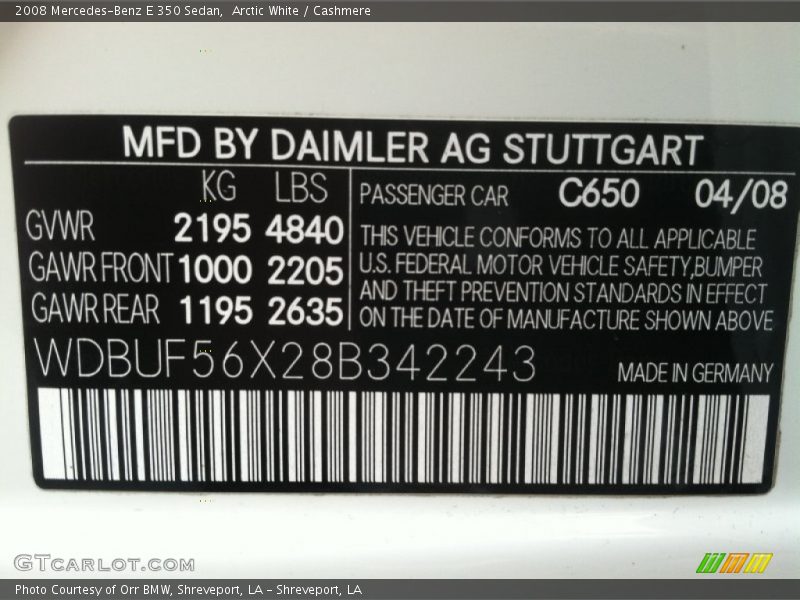 2008 Mercedes-Benz E 350 Sedan,  Arctic White / Cashmere
MFD BY DAIMLER AG STUTTGART
KG LBS
GVWR 2195 4840
GAWR FRONT 1000 2205
GAWR REAR 1195 2635
PASSENGER CAR C650 04/08
THIS VEHICLE CONFORMS TO ALL APPLICABLE
U.S. FEDERAL MOTOR VEHICLE SAFETY,BUMPER
AND THEFT PREVENTION STANDARDS IN EFFECT
ON THE DATE OF MANUFACTURE SHOWN ABOVE
WDBUF56X28B342243
MADE IN GERMANY
GTCARLOT.COM
Photo Courtesy of Orr BMW, Shreveport, LA - Shreveport, LA